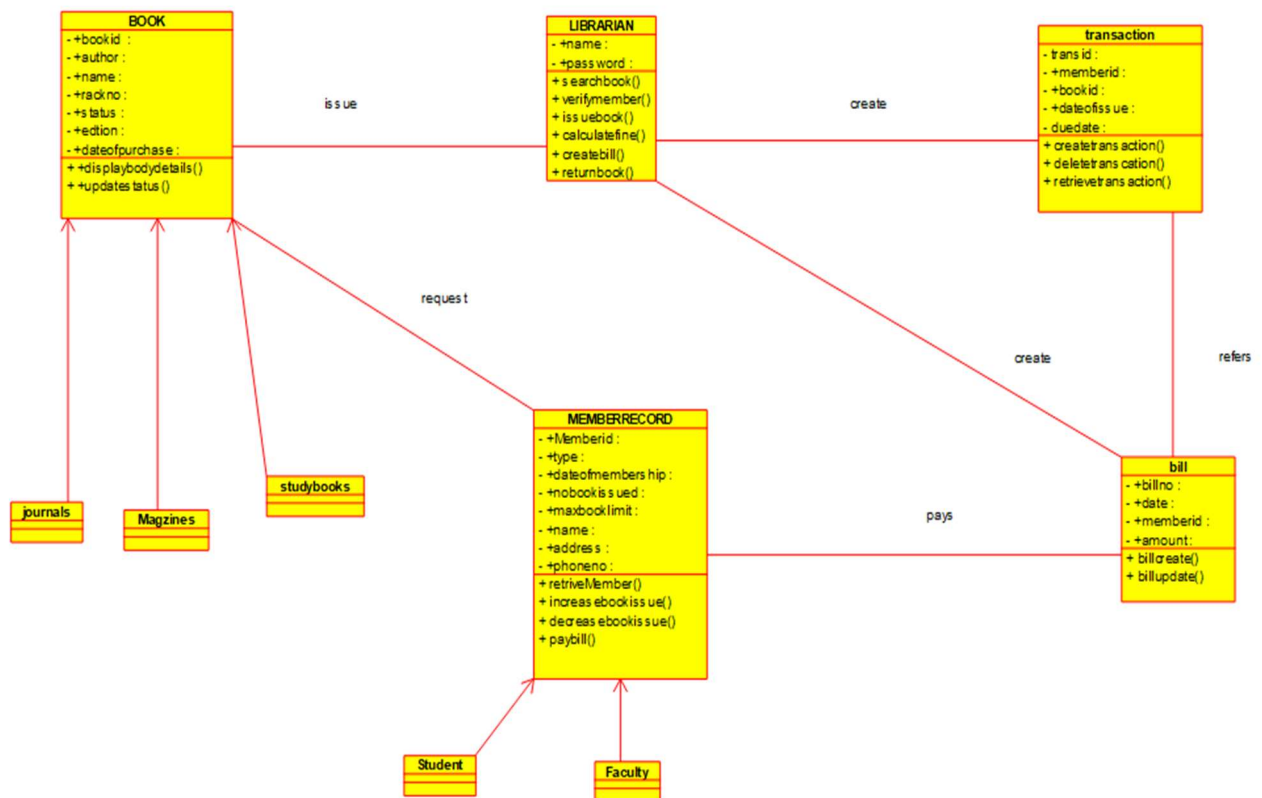 BOOK
- +bookid :
- +author :
- +name :
- +rackno :
- +status :
- +edtion :
- +dateofpurchase :
+ +displaybodydetails()
+ +updatestatus()
issue
LIBRARIAN
- +name :
- +password :
+ searchbook()
+ verifymember()
+ issuebook()
+ calculatefine()
+ createbill()
+ returnbook()
create
transaction
- transid :
- +memberid :
- +bookid :
- +dateofissue :
- duedate :
+ createtransaction()
+ deletetranscation()
+ retrievetransaction()
request
create
refers
MEMBERRECORD
- +Memberid :
- +type :
- +dateofmembership :
- +nobookissued :
- +maxbooklimit :
- +name :
- +address :
- +phoneno :
+ retriveMember()
+ increasebookissue()
+ decreasebookissue()
+ paybill()
pays
bill
- +billno :
- +date :
- +memberid :
- +amount :
+ billcreate()
+ billupdate()
journals
Magzines
studybooks
Student
Faculty